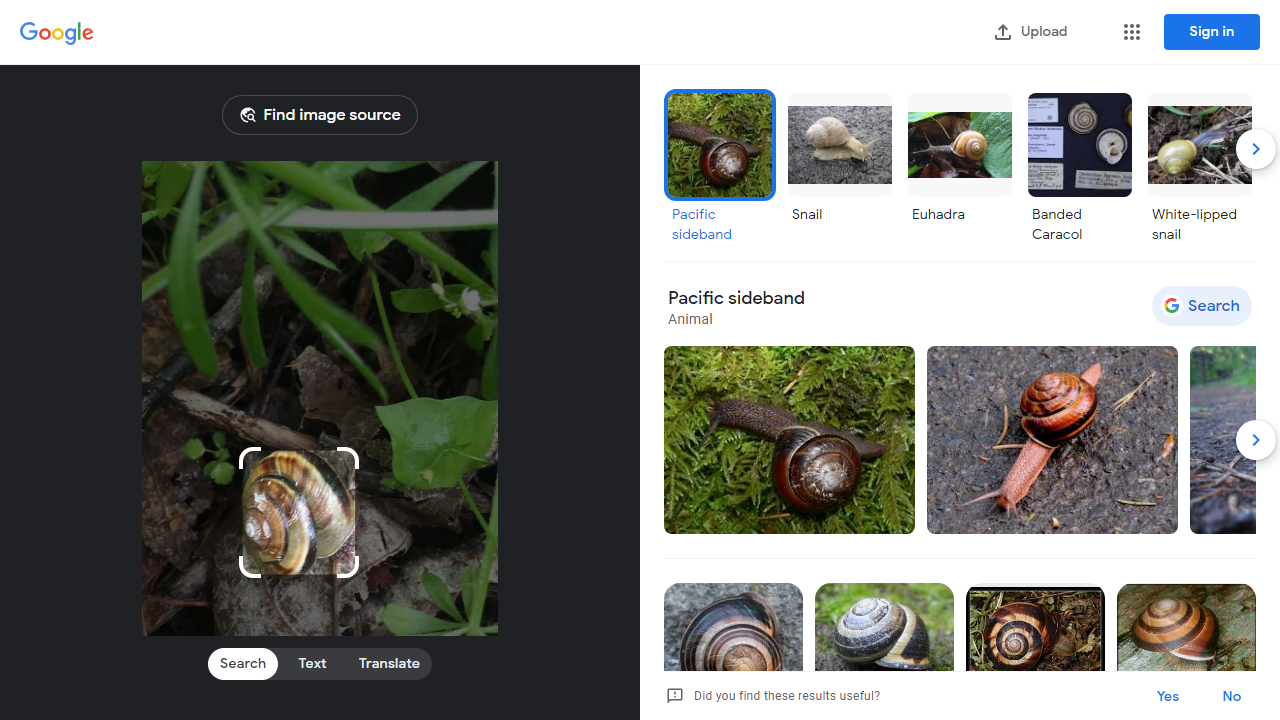 Google
Upload
Sign in
Find image source
Pacific
sideband
Snail
Euhadra
Banded
Caracol
White-lipped
snail
Pacific sideband
Animal
Search
Search
Text
Translate
Did you find these results useful?
Yes
No